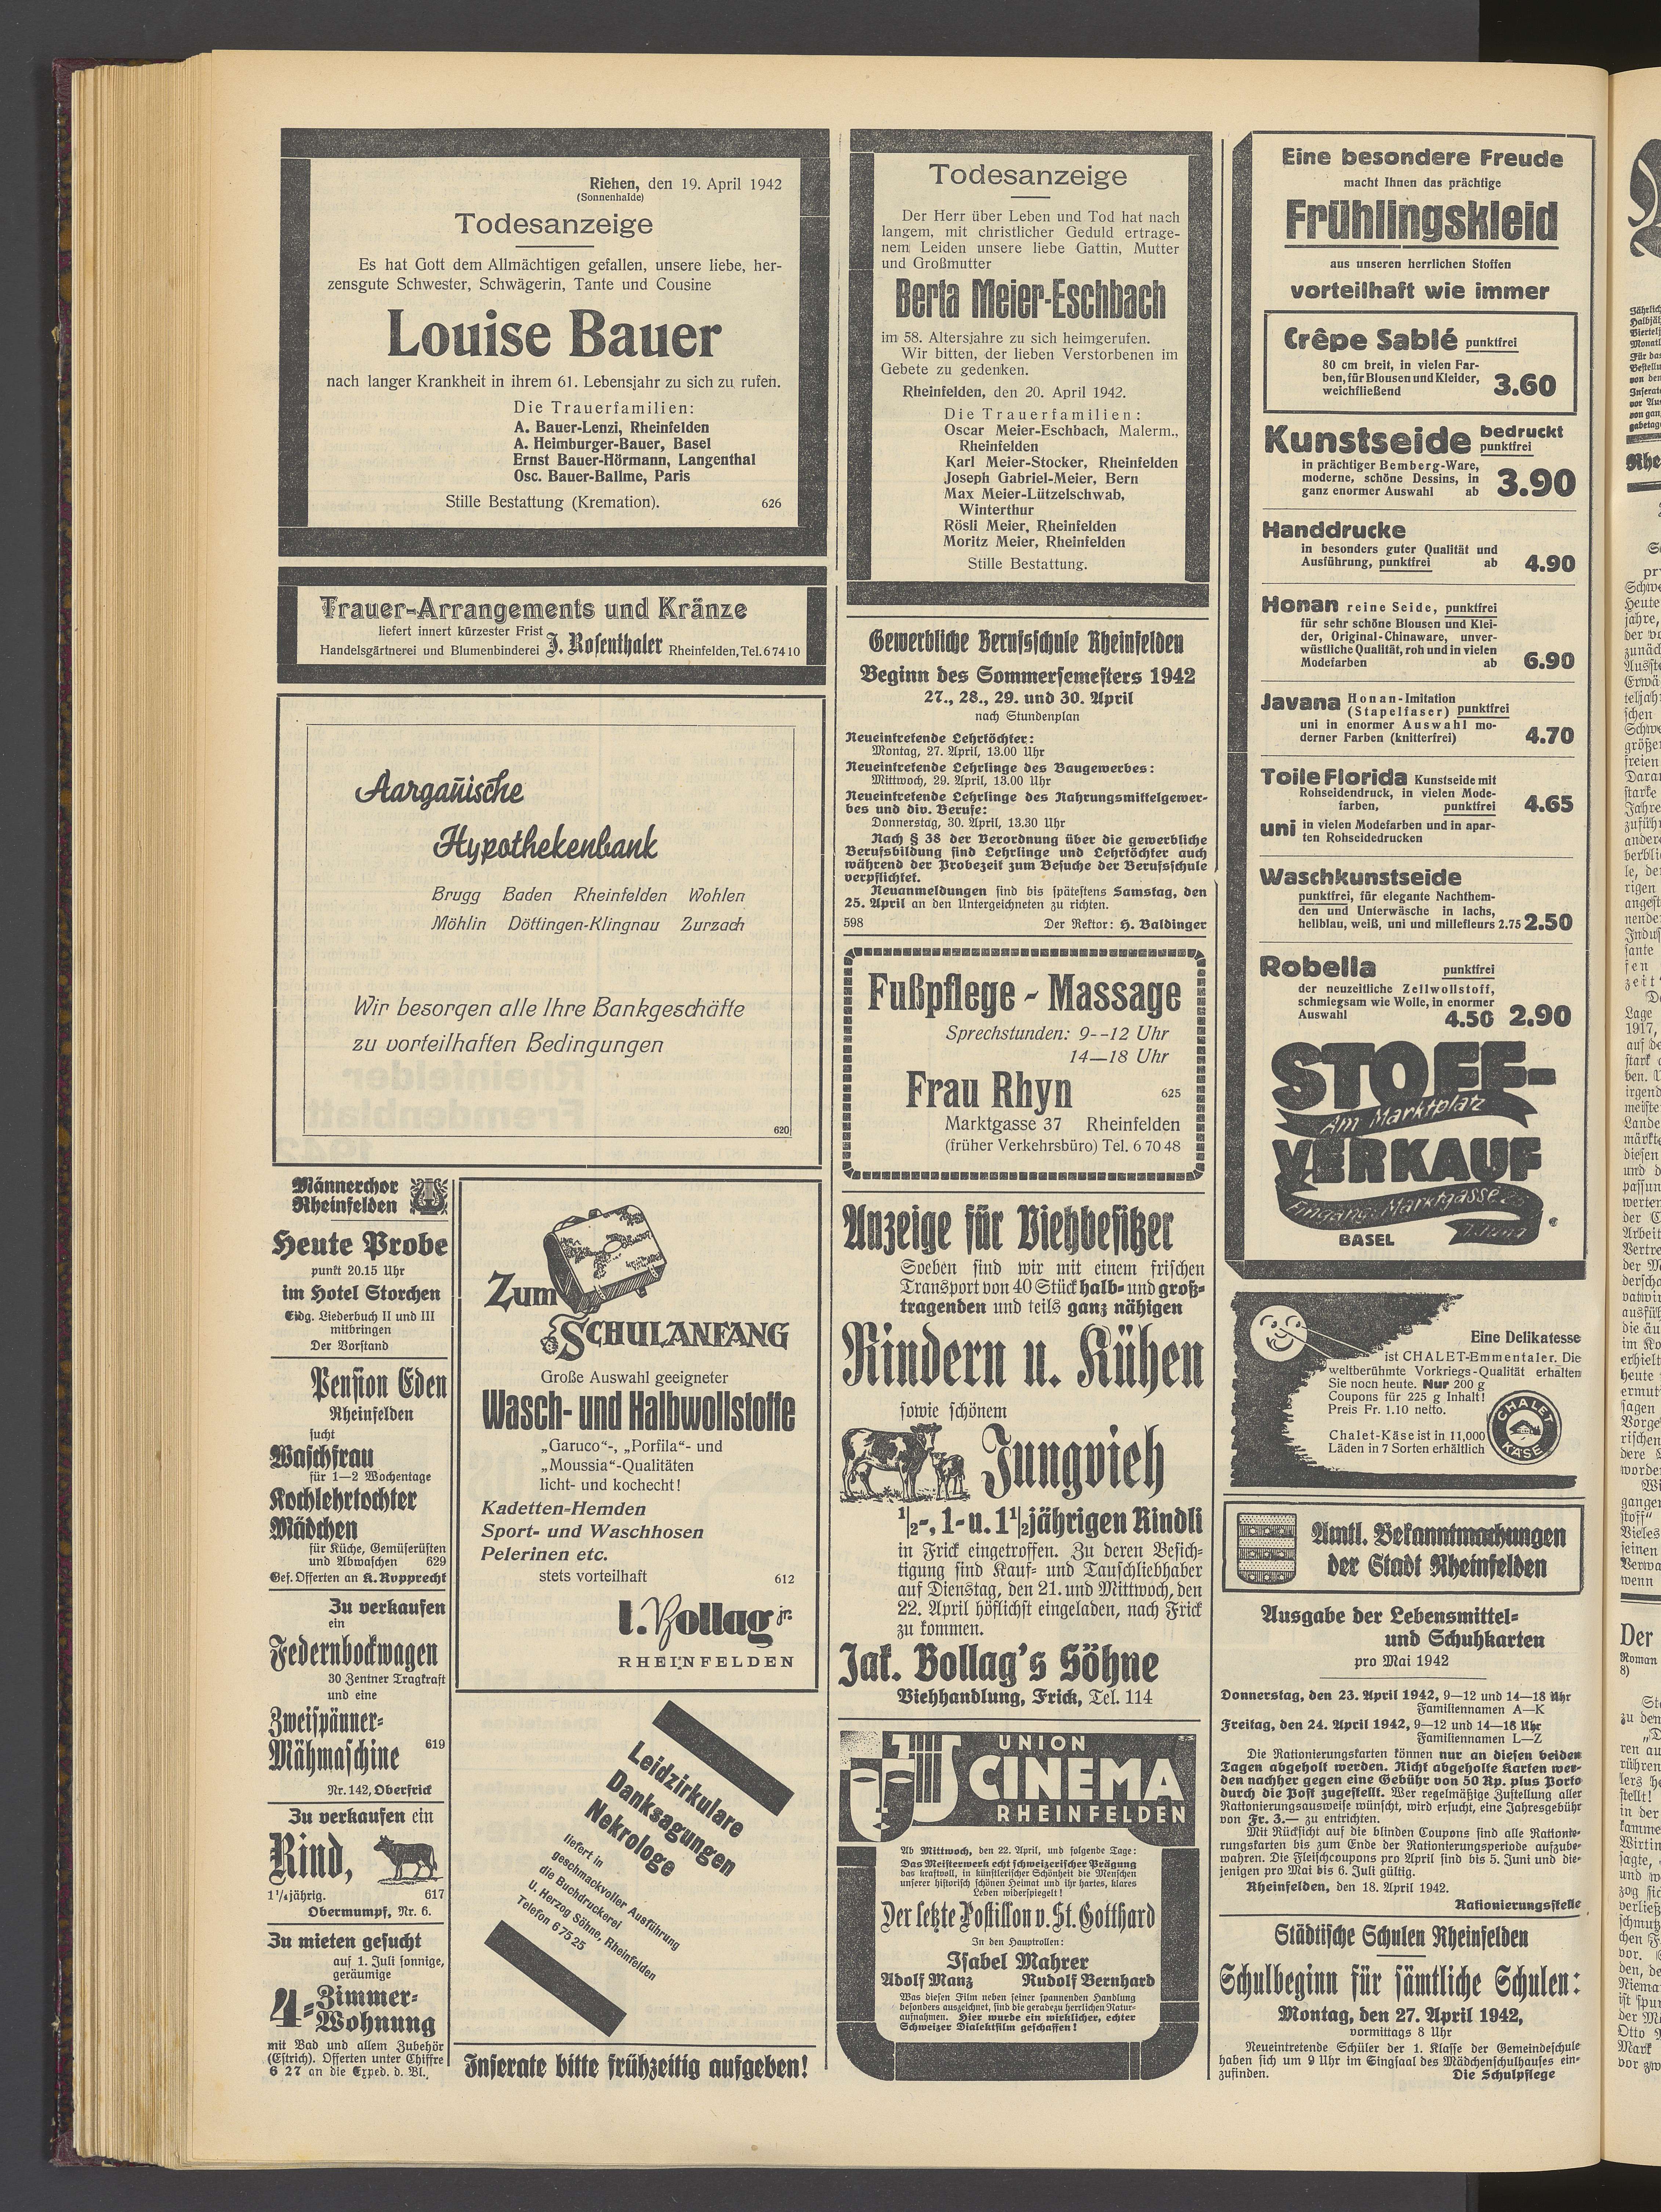 Riehen, den 19. April 1942
(Sonnenhalde)
Todesanzeige
Es hat Gott dem Allmächtigen gefallen, unsere liebe, her-
zensgute Schwester, Schwägerin, Tante und Cousine
Louise Bauer
nach langer Krankheit in ihrem 61. Lebensjahr zu sich zu rufen.
Die Trauerfamilien:
A. Bauer-Lenzi, Rheinfelden
A. Heimburger-Bauer, Basel
Ernst Bauer-Hörmann, Langenthal
Osc. Bauer-Ballme, Paris
Stille Bestattung (Kremation).
626
Trauer-Arrangements und Kränze
liefert innert kürzester Frist
Handelsgärtnerei und Blumenbinderei J. Rosenthaler Rheinfelden, Tel. 6 74 10
Aargauische
Hypothekenbank
Brugg Baden Rheinfelden Wohlen
Möhlin Döttingen-Klingnau Zurzach
Wir besorgen alle Ihre Bankgeschäfte
zu vorteilhaften Bedingungen
620
Männerchor
Rheinfelden
Heute Probe
punkt 20.15 Uhr
im Hotel Storchen
Eidg. Liederbuch II und III
mitbringen
Der Vorstand
Pension Eden
Rheinfelden
sucht
Waschfrau
für 1—2 Wochentage
Kochlehrtochter
Mädchen
für Küche, Gemüserüsten
und Abwaschen 629
Gef. Offerten an K. Rupprecht
Zu verkaufen
ein
Federnbockwagen
30 Zentner Tragkraft
und eine
Zweispänner-
Mähmaschine
619
Nr. 142, Oberfrick
Zu verkaufen ein
Rind,
1¼jährig. 617
Obermumpf, Nr. 6.
Zu mieten gesucht
auf 1. Juli sonnige,
geräumige
4-Zimmer-
Wohnung
mit Bad und allem Zubehör
(Estrich). Offerten unter Chiffre
6 27 an die Exped. d. Bl.
Zum
SCHULANFANG
Große Auswahl geeigneter
Wasch- und Halbwollstoffe
„Garuco“-, „Porfila“- und
„Moussia“-Qualitäten
licht- und kochecht!
Kadetten-Hemden
Sport- und Waschhosen
Pelerinen etc.
stets vorteilhaft
612
l. Bollag jr.
RHEINFELDEN
Leidzirkulare
Danksagungen
Nekrologe
liefert in
geschmackvoller Ausführung
die Buchdruckerei
U. Herzog Söhne, Rheinfelden
Telefon 6 75 25
Inserate bitte frühzeitig aufgeben!
Todesanzeige
Der Herr über Leben und Tod hat nach
langem, mit christlicher Geduld ertrage-
nem Leiden unsere liebe Gattin, Mutter
und Großmutter
Berta Meier-Eschbach
im 58. Altersjahre zu sich heimgerufen.
Wir bitten, der lieben Verstorbenen im
Gebete zu gedenken.
Rheinfelden, den 20. April 1942.
Die Trauerfamilien:
Oscar Meier-Eschbach, Malerm.,
Rheinfelden
Karl Meier-Stocker, Rheinfelden
Joseph Gabriel-Meier, Bern
Max Meier-Lützelschwab,
Winterthur
Rösli Meier, Rheinfelden
Moritz Meier, Rheinfelden
Stille Bestattung.
Gewerbliche Berufsschule Rheinfelden
Beginn des Sommersemesters 1942
27., 28., 29. und 30. April
nach Stundenplan
Neueintretende Lehrtöchter:
Montag, 27. April, 13.00 Uhr
Neueintretende Lehrlinge des Baugewerbes:
Mittwoch, 29. April, 13.00 Uhr
Neueintretende Lehrlinge des Nahrungsmittelgewer-
bes und div. Berufe:
Donnerstag, 30. April, 13.30 Uhr
Nach § 38 der Verordnung über die gewerbliche
Berufsbildung sind Lehrlinge und Lehrtöchter auch
während der Probezeit zum Besuche der Berufsschule
verpflichtet.
Neuanmeldungen sind bis spätestens Samstag, den
25. April an den Unterzeichneten zu richten.
598 Der Rektor: H. Baldinger
Fußpflege - Massage
Sprechstunden: 9--12 Uhr
14—18 Uhr
Frau Rhyn
625
Marktgasse 37 Rheinfelden
(früher Verkehrsbüro) Tel. 6 70 48
Anzeige für Viehbesitzer
Soeben sind wir mit einem frischen
Transport von 40 Stück halb- und groß-
tragenden und teils ganz nähigen
Rindern u. Kühen
sowie schönem
Jungvieh
1/2-, 1- u. 1 1/2 jährigen Rindli
in Frick eingetroffen. Zu deren Besich-
tigung sind Kauf- und Tauschliebhaber
auf Dienstag, den 21. und Mittwoch, den
22. April höflichst eingeladen, nach Frick
zu kommen.
Jak. Bollag's Söhne
Viehhandlung, Frick, Tel. 114
UNION
CINEMA
RHEINFELDEN
Ab Mittwoch, den 22. April, und folgende Tage:
Das Meisterwerk echt schweizerischer Prägung
das kraftvoll, in künstlerischer Schönheit die Menschen
unserer historisch schönen Heimat und ihr hartes, klares
Leben widerspiegelt!
Der letzte Postillon v. St. Gotthard
In den Hauptrollen:
Isabel Mahrer
Adolf Manz Rudolf Bernhard
Was diesen Film neben seiner spannenden Handlung
besonders auszeichnet, sind die geradezu herrlichen Natur-
aufnahmen. Hier wurde ein wirklicher, echter
Schweizer Dialektfilm geschaffen!
Eine besondere Freude
macht Ihnen das prächtige
Frühlingskleid
aus unseren herrlichen Stoffen
vorteilhaft wie immer
Crêpe Sablé punktfrei
80 cm breit, in vielen Far-
ben, für Blousen und Kleider,
weichfließend 3.60
Kunstseide bedruckt
punktfrei
in prächtiger Bemberg-Ware,
moderne, schöne Dessins, in
ganz enormer Auswahl ab 3.90
Handdrucke
in besonders guter Qualität und
Ausführung, punktfrei ab 4.90
Honan reine Seide, punktfrei
für sehr schöne Blousen und Klei-
der, Original-Chinaware, unver-
wüstliche Qualität, roh und in vielen
Modefarben ab 6.90
Javana Honan-Imitation
(Stapelfaser) punktfrei
uni in enormer Auswahl mo-
derner Farben (knitterfrei) 4.70
Toile Florida Kunstseide mit
Rohseidendruck, in vielen Mode-
farben, punktfrei 4.65
uni in vielen Modefarben und in apar-
ten Rohseidedrucken
Waschkunstseide
punktfrei, für elegante Nachthem-
den und Unterwäsche in lachs,
hellblau, weiß, uni und millefleurs 2.75 2.50
Robella punktfrei
der neuzeitliche Zellwollstoff,
schmiegsam wie Wolle, in enormer
Auswahl 4.50 2.90
STOFF-
Am Marktplatz
VERKAUF
Eingang: Marktgasse
BASEL
Eine Delikatesse
ist CHALET-Emmentaler. Die
weltberühmte Vorkriegs-Qualität erhalten
Sie noch heute. Nur 200 g
Coupons für 225 g Inhalt!
Preis Fr. 1.10 netto.
Chalet-Käse ist in 11,000
Läden in 7 Sorten erhältlich
CHALET
KÄSE
Amtl. Bekanntmachungen
der Stadt Rheinfelden
Ausgabe der Lebensmittel-
und Schuhkarten
pro Mai 1942
Donnerstag, den 23. April 1942, 9—12 und 14—18 Uhr
Familiennamen A—K
Freitag, den 24. April 1942, 9—12 und 14—18 Uhr
Familiennamen L—Z
Die Rationierungskarten können nur an diesen beiden
Tagen abgeholt werden. Nicht abgeholte Karten wer-
den nachher gegen eine Gebühr von 50 Rp. plus Porto
durch die Post zugestellt. Wer regelmäßige Zustellung aller
Rationierungsausweise wünscht, wird ersucht, eine Jahresgebühr
von Fr. 3.— zu entrichten.
Mit Rücksicht auf die blinden Coupons sind alle Rationie-
rungskarten bis zum Ende der Rationierungsperiode aufzube-
wahren. Die Fleischcoupons pro April sind bis 5. Juni und die-
jenigen pro Mai bis 6. Juli gültig.
Rheinfelden, den 18. April 1942.
Rationierungsstelle
Städtische Schulen Rheinfelden
Schulbeginn für sämtliche Schulen:
Montag, den 27. April 1942,
vormittags 8 Uhr
Neueintretende Schüler der 1. Klasse der Gemeindeschule
haben sich um 9 Uhr im Singsaal des Mädchenschulhauses ein-
zufinden. Die Schulpflege